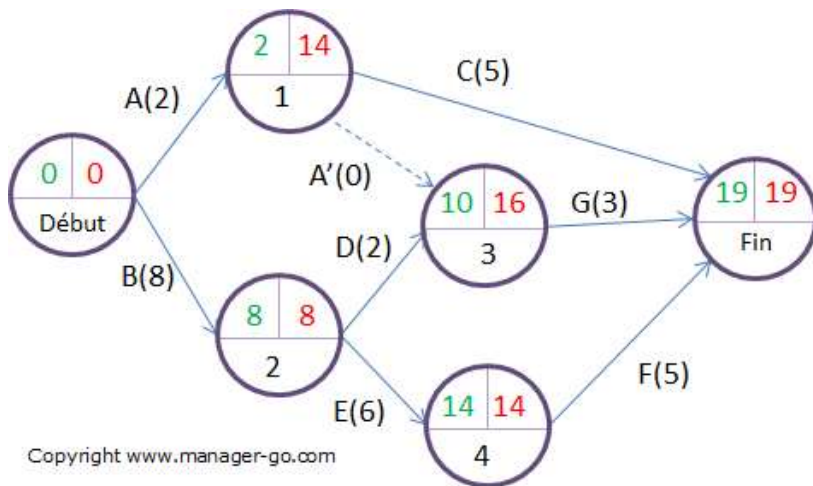 2 14
1
C(5)
A(2)
A'(0)
0 0
Début
10 16
3
G(3)
19 19
Fin
B(8)
D(2)
8 8
2
E(6)
14 14
4
F(5)
Copyright www.manager-go.com